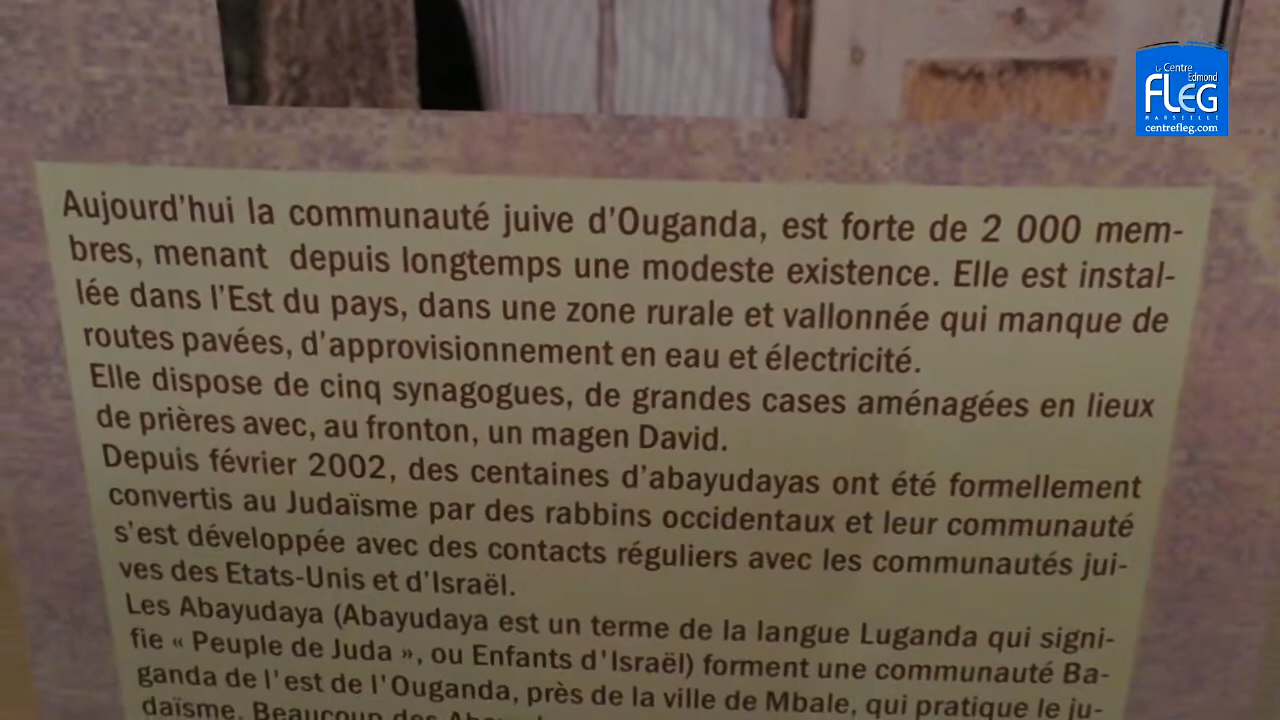 Le Centre
Edmond
FLEG
MARSEILLE
centrefleg.com
Aujourd'hui la communauté juive d'Ouganda, est forte de 2 000 mem-
bres, menant depuis longtemps une modeste existence. Elle est instal-
lée dans l'Est du pays, dans une zone rurale et vallonnée qui manque de
routes pavées, d'approvisionnement en eau et électricité.
Elle dispose de cinq synagogues, de grandes cases aménagées en lieux
de prières avec, au fronton, un magen David.
Depuis février 2002, des centaines d'abayudayas ont été formellement
convertis au Judaïsme par des rabbins occidentaux et leur communauté
s'est développée avec des contacts réguliers avec les communautés jui-
ves des Etats-Unis et d'Israël.
Les Abayudaya (Abayudaya est un terme de la langue Luganda qui signi-
fie « Peuple de Juda », ou Enfants d'Israël) forment une communauté Ba-
ganda de l'est de l'Ouganda, près de la ville de Mbale, qui pratique le ju-
daïsme. Beaucoup des